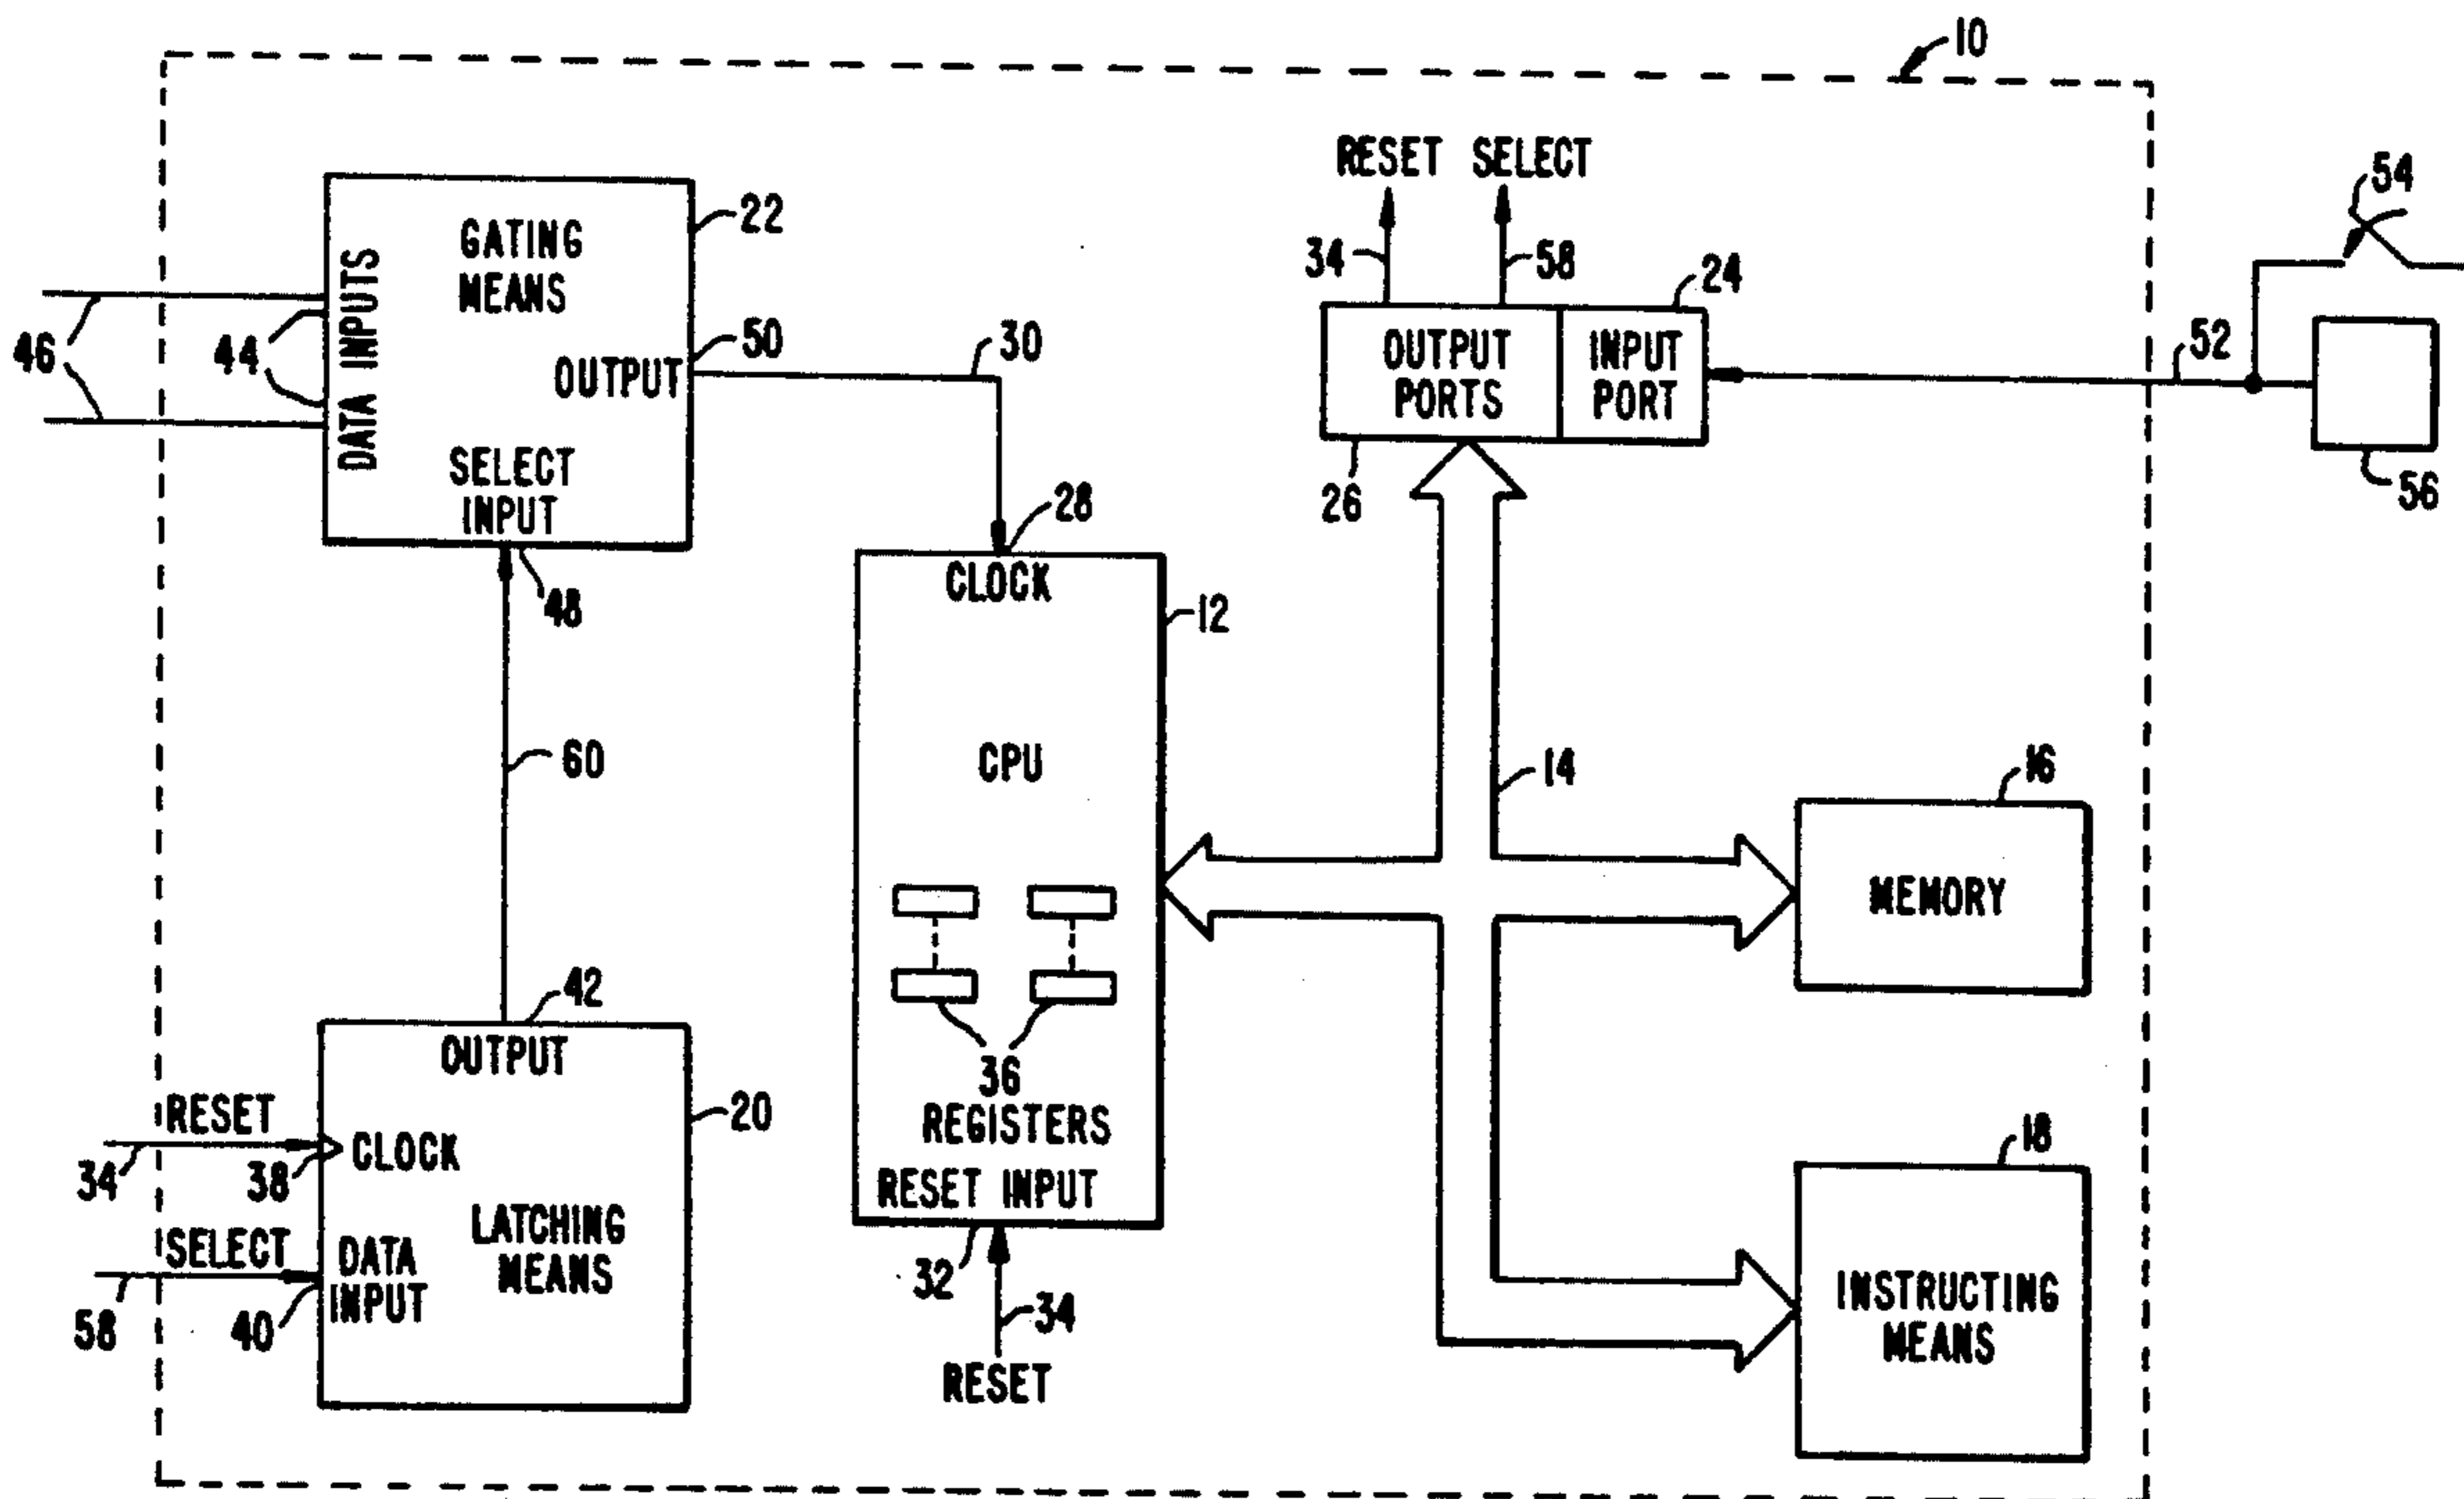 10
RESET SELECT
54
22
GATING
MEANS
34
58
24
DATA INPUTS
46
44
50
OUTPUT
30
OUTPUT
PORTS
INPUT
PORT
52
SELECT
INPUT
28
26
56
48
CLOCK
12
60
CPU
14
16
MEMORY
42
OUTPUT
36
REGISTERS
RESET
20
34
38
CLOCK
18
RESET INPUT
LATCHING
MEANS
SELECT
DATA
INPUT
58
40
32
34
RESET
INSTRUCTING
MEANS